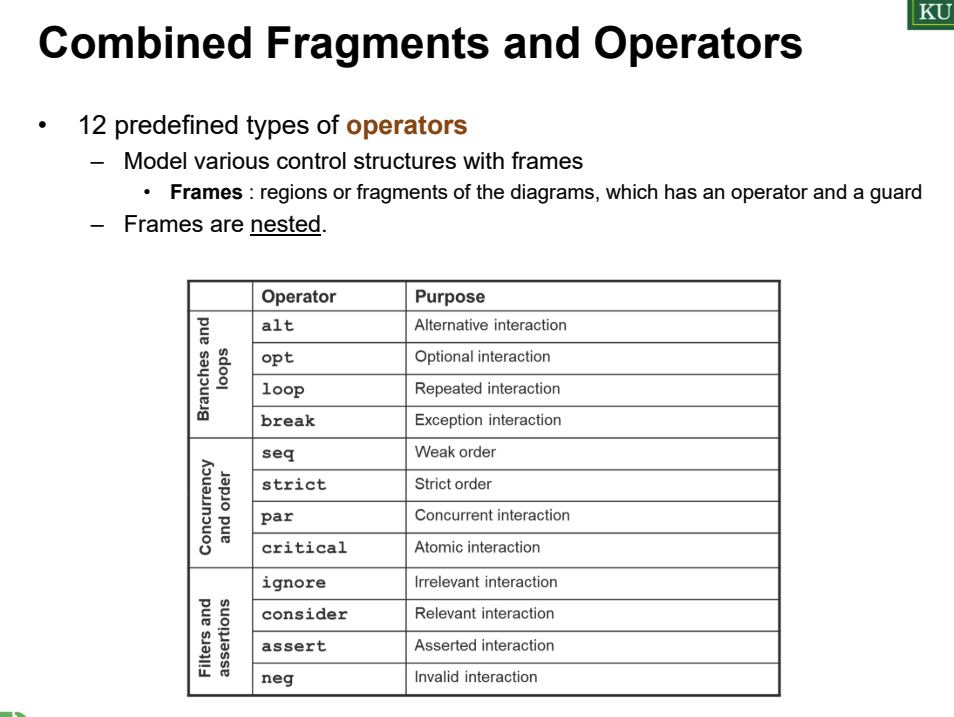 KU
Combined Fragments and Operators
• 12 predefined types of operators
– Model various control structures with frames
• Frames : regions or fragments of the diagrams, which has an operator and a guard
– Frames are nested.
Operator Purpose
Branches and
loops
alt Alternative interaction
opt Optional interaction
loop Repeated interaction
break Exception interaction
Concurrency
and order
seq Weak order
strict Strict order
par Concurrent interaction
critical Atomic interaction
Filters and
assertions
ignore Irrelevant interaction
consider Relevant interaction
assert Asserted interaction
neg Invalid interaction